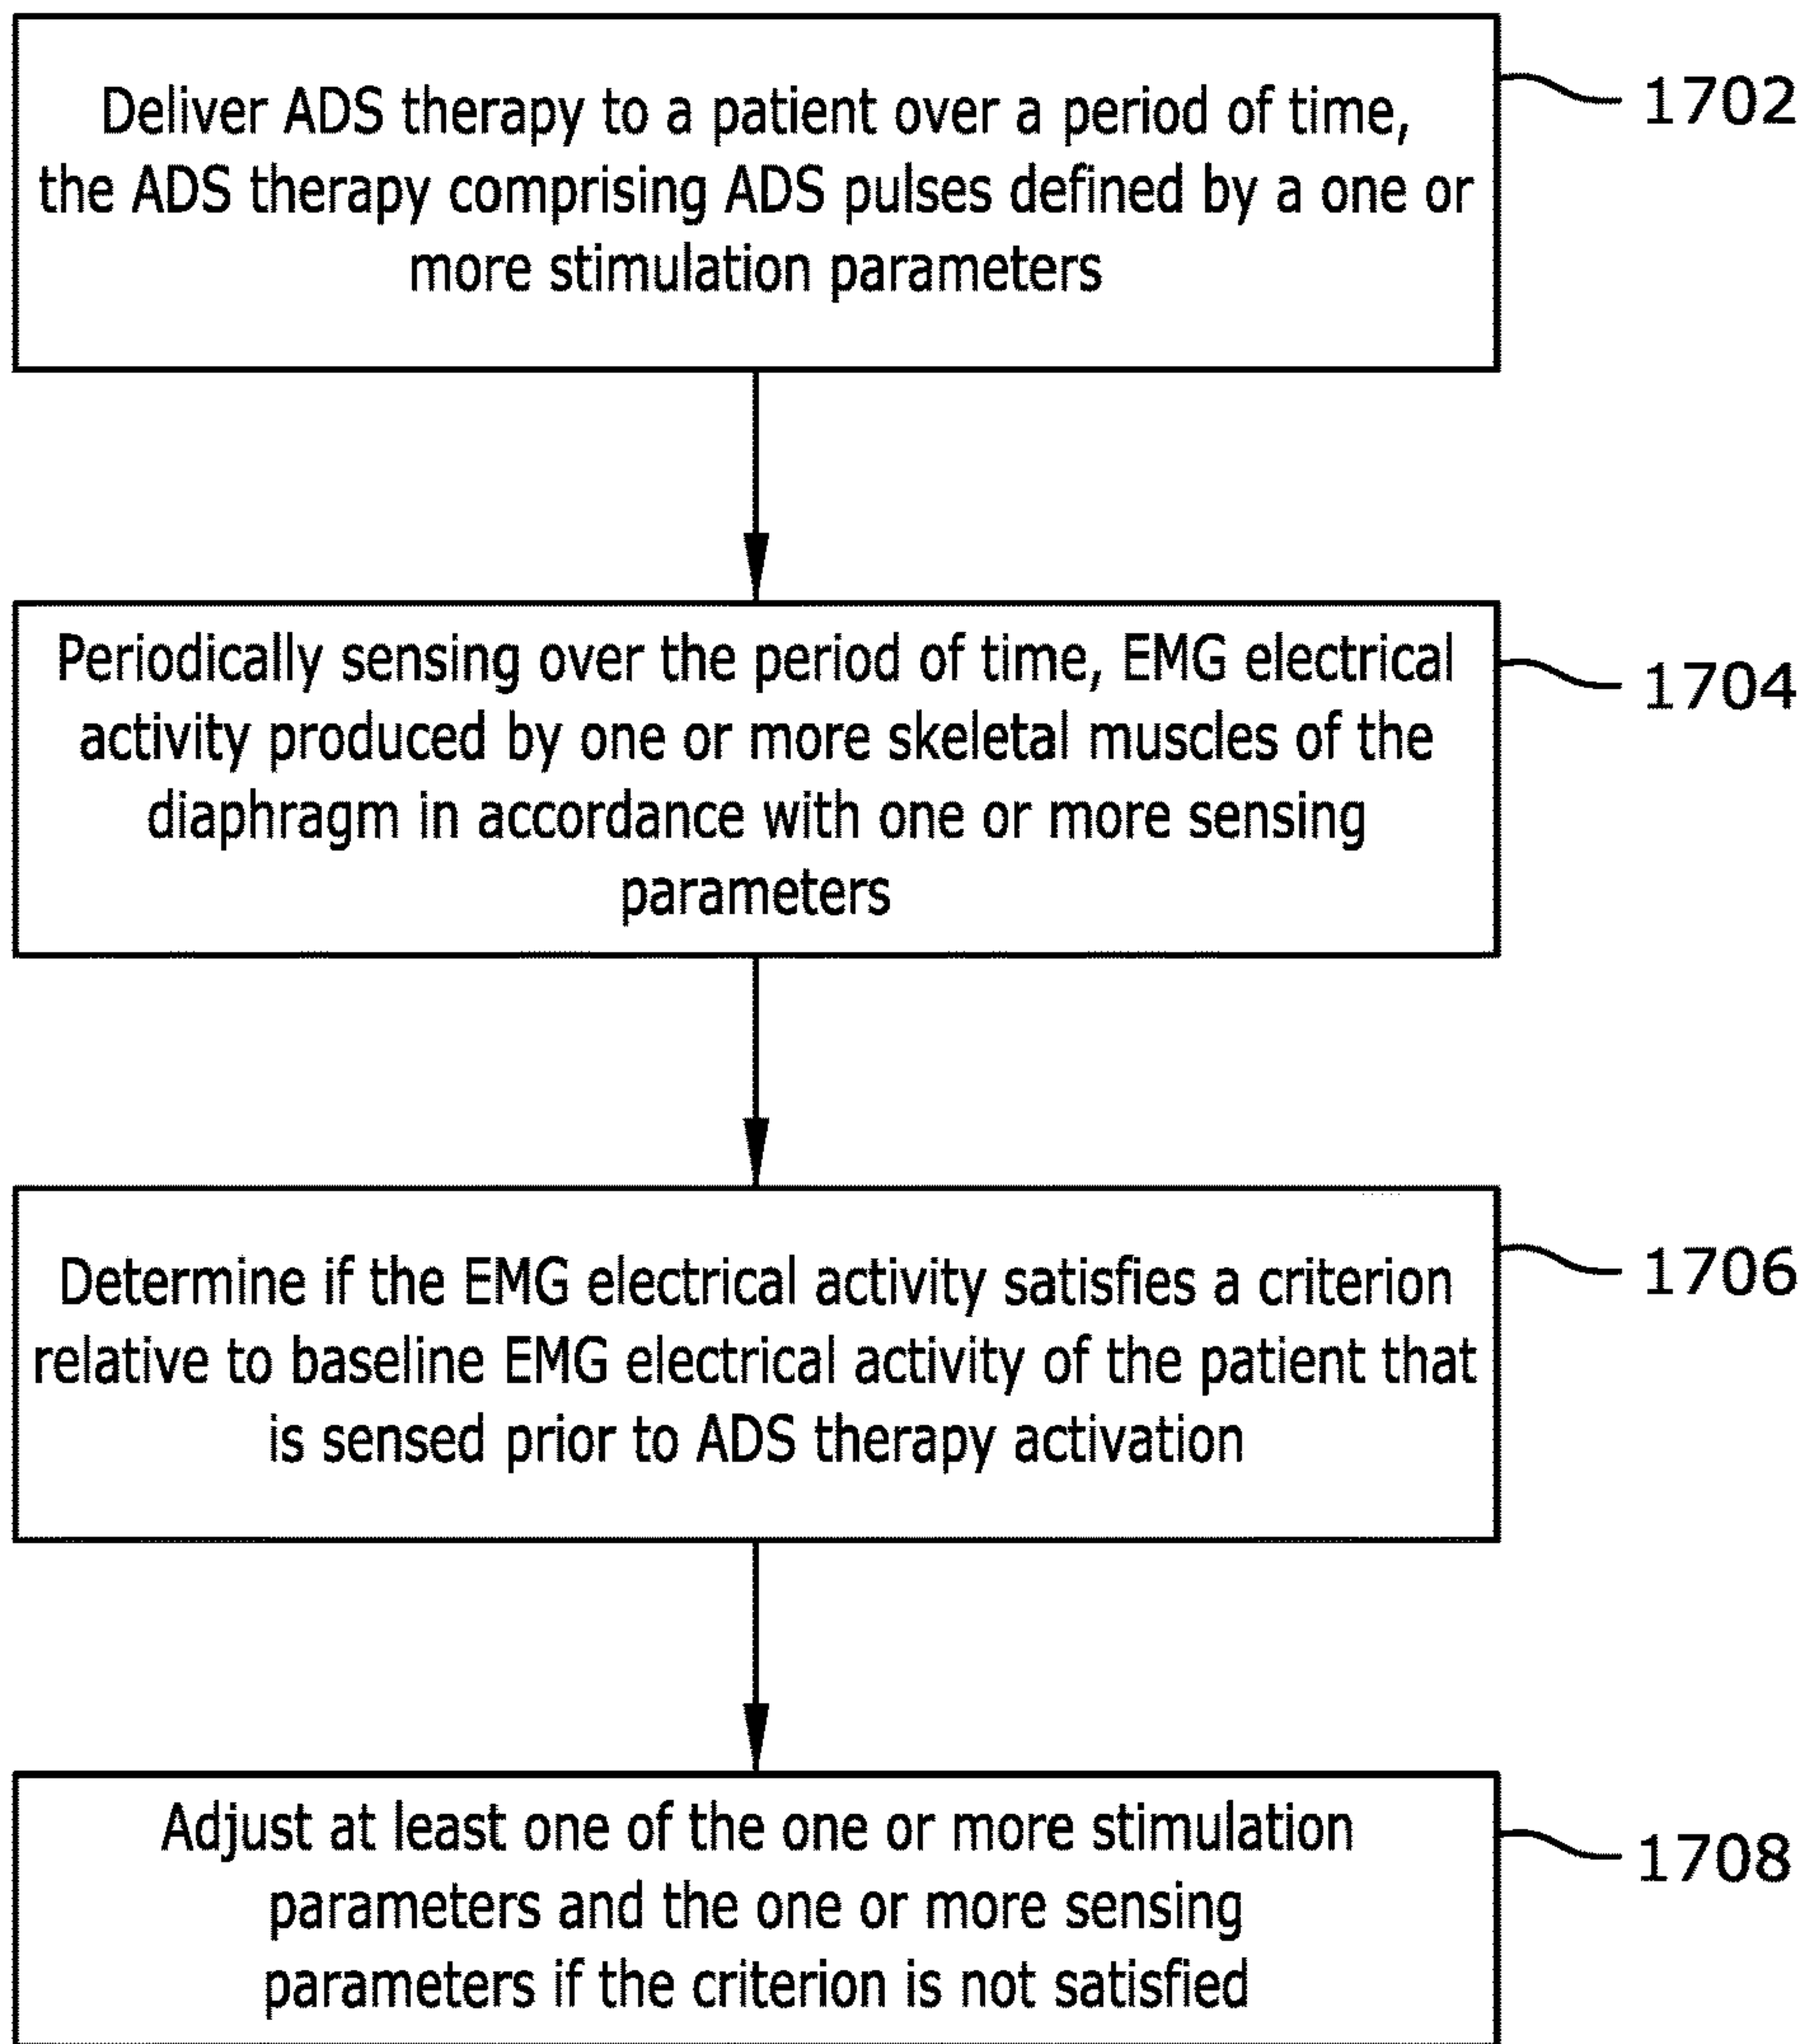 Deliver ADS therapy to a patient over a period of time,
the ADS therapy comprising ADS pulses defined by a one or
more stimulation parameters
1702
Periodically sensing over the period of time, EMG electrical
activity produced by one or more skeletal muscles of the
diaphragm in accordance with one or more sensing
parameters
1704
Determine if the EMG electrical activity satisfies a criterion
relative to baseline EMG electrical activity of the patient that
is sensed prior to ADS therapy activation
1706
Adjust at least one of the one or more stimulation
parameters and the one or more sensing
parameters if the criterion is not satisfied
1708